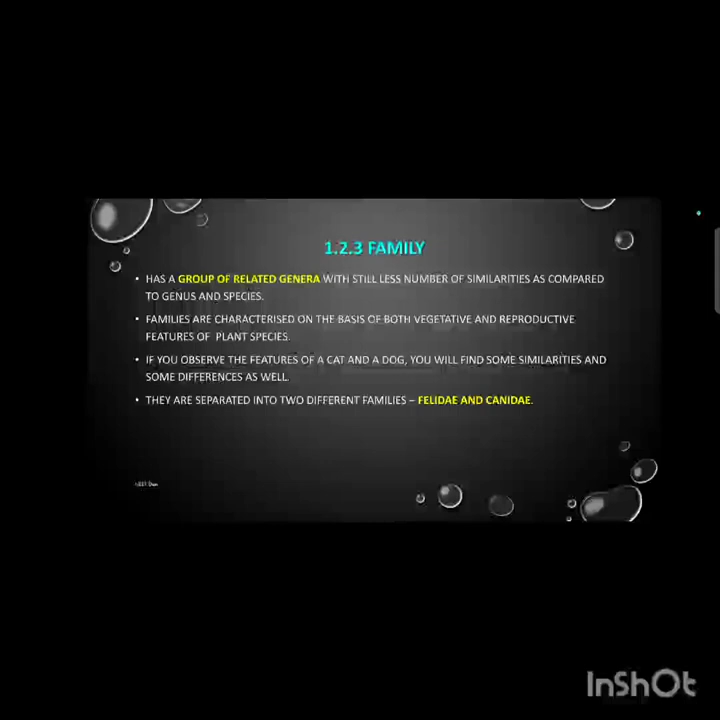 1.2.3 FAMILY
• HAS A GROUP OF RELATED GENERA WITH STILL LESS NUMBER OF SIMILARITIES AS COMPARED
TO GENUS AND SPECIES.
• FAMILIES ARE CHARACTERISED ON THE BASIS OF BOTH VEGETATIVE AND REPRODUCTIVE
FEATURES OF PLANT SPECIES.
• IF YOU OBSERVE THE FEATURES OF A CAT AND A DOG, YOU WILL FIND SOME SIMILARITIES AND
SOME DIFFERENCES AS WELL.
• THEY ARE SEPARATED INTO TWO DIFFERENT FAMILIES – FELIDAE AND CANIDAE.
InShOt